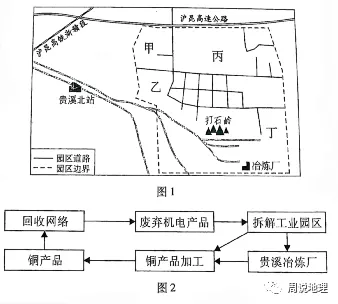 沪昆高速公路
沪昆高铁新建段
甲
丙
乙
贵溪北站
打石岭
丁
冶炼厂
园区道路
园区边界
图1
回收网络
废弃机电产品
拆解工业园区
铜产品
铜产品加工
贵溪冶炼厂
图2
周说地理